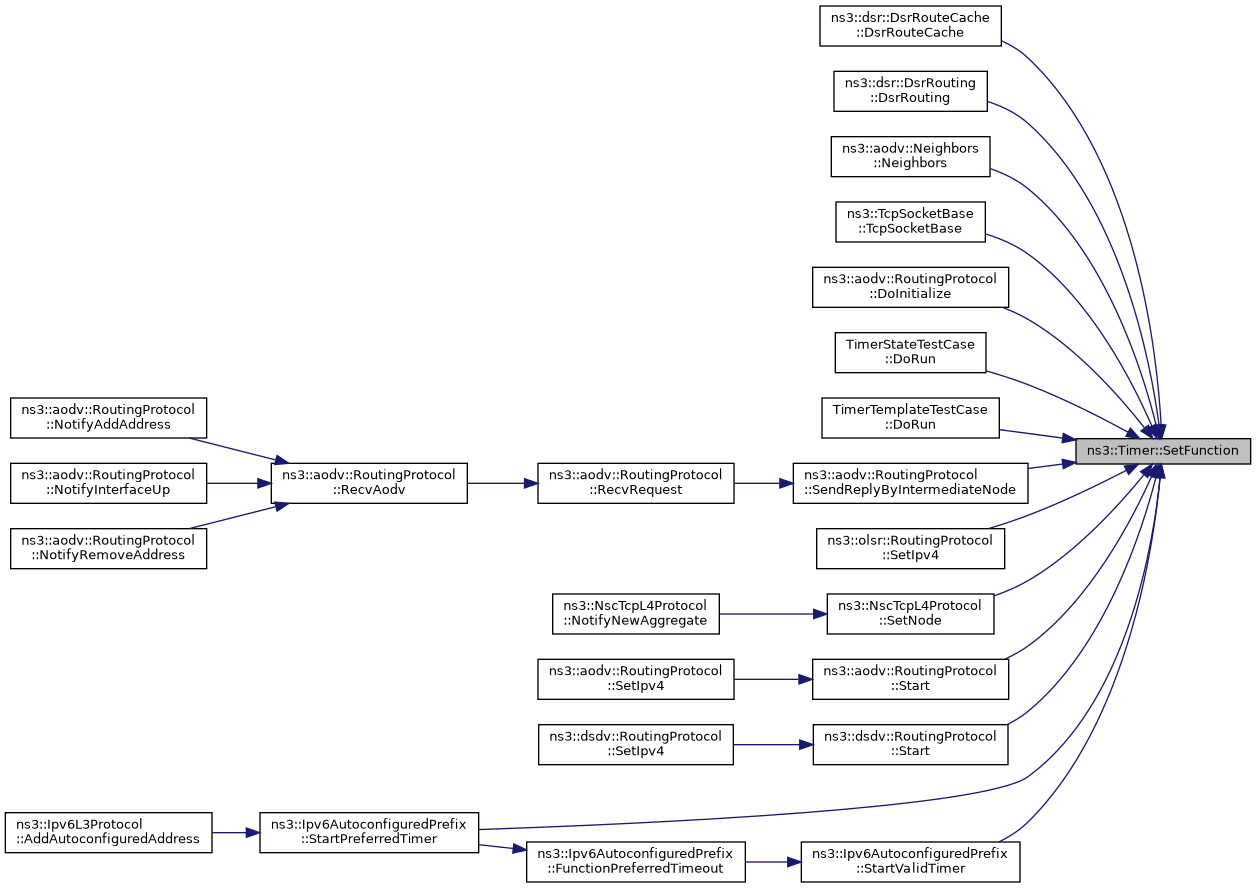 ns3::dsr::DsrRouteCache
::DsrRouteCache
ns3::dsr::DsrRouting
::DsrRouting
ns3::aodv::Neighbors
::Neighbors
ns3::TcpSocketBase
::TcpSocketBase
ns3::aodv::RoutingProtocol
::DoInitialize
TimerStateTestCase
::DoRun
TimerTemplateTestCase
::DoRun
ns3::Timer::SetFunction
ns3::aodv::RoutingProtocol
::SendReplyByIntermediateNode
ns3::aodv::RoutingProtocol
::RecvRequest
ns3::aodv::RoutingProtocol
::RecvAodv
ns3::aodv::RoutingProtocol
::NotifyAddAddress
ns3::aodv::RoutingProtocol
::NotifyInterfaceUp
ns3::aodv::RoutingProtocol
::NotifyRemoveAddress
ns3::olsr::RoutingProtocol
::SetIpv4
ns3::NscTcpL4Protocol
::SetNode
ns3::NscTcpL4Protocol
::NotifyNewAggregate
ns3::aodv::RoutingProtocol
::Start
ns3::aodv::RoutingProtocol
::SetIpv4
ns3::dsdv::RoutingProtocol
::Start
ns3::dsdv::RoutingProtocol
::SetIpv4
ns3::Ipv6L3Protocol
::AddAutoconfiguredAddress
ns3::Ipv6AutoconfiguredPrefix
::StartPreferredTimer
ns3::Ipv6AutoconfiguredPrefix
::FunctionPreferredTimeout
ns3::Ipv6AutoconfiguredPrefix
::StartValidTimer